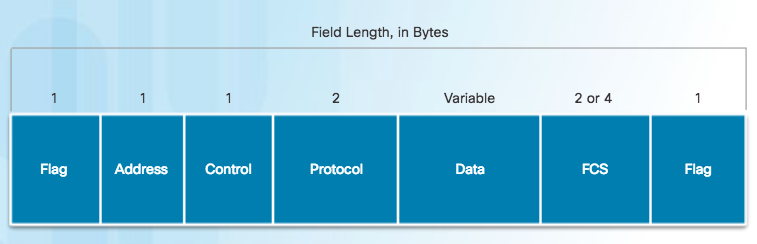 Field Length, in Bytes
1 1 1 2 Variable 2 or 4 1
Flag Address Control Protocol Data FCS Flag